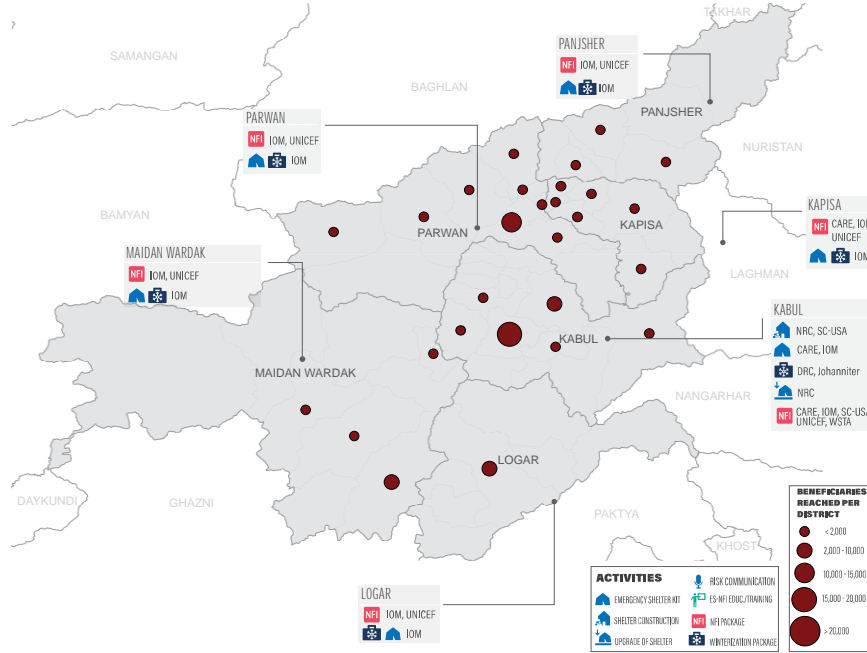 TAKHAR
SAMANGAN
BAGHLAN
PANJSHER
NFI IOM, UNICEF
IOM
PANJSHER
PARWAN
NFI IOM, UNICEF
IOM
NURISTAN
BAMYAN
PARWAN
KAPISA
KAPISA
NFI CARE, IOM
UNICEF
IOM
MAIDAN WARDAK
NFI IOM, UNICEF
IOM
LAGHMAN
KABUL
NRC, SC-USA
CARE, IOM
DRC, Johanniter
NRC
NFI CARE, IOM, SC-USA
UNICEF, WSTA
KABUL
MAIDAN WARDAK
NANGARHAR
LOGAR
DAYKUNDI
GHAZNI
PAKTYA
KHOST
LOGAR
NFI IOM, UNICEF
IOM
ACTIVITIES
EMERGENCY SHELTER KIT
SHELTER CONSTRUCTION
UPGRADE OF SHELTER
RISK COMMUNICATION
ES-NFI EDUC./TRAINING
NFI NFI PACKAGE
WINTERIZATION PACKAGE
BENEFICIARIES
REACHED PER
DISTRICT
< 2,000
2,000 -10,000
10,000 -15,000
15,000 - 20,000
> 20,000